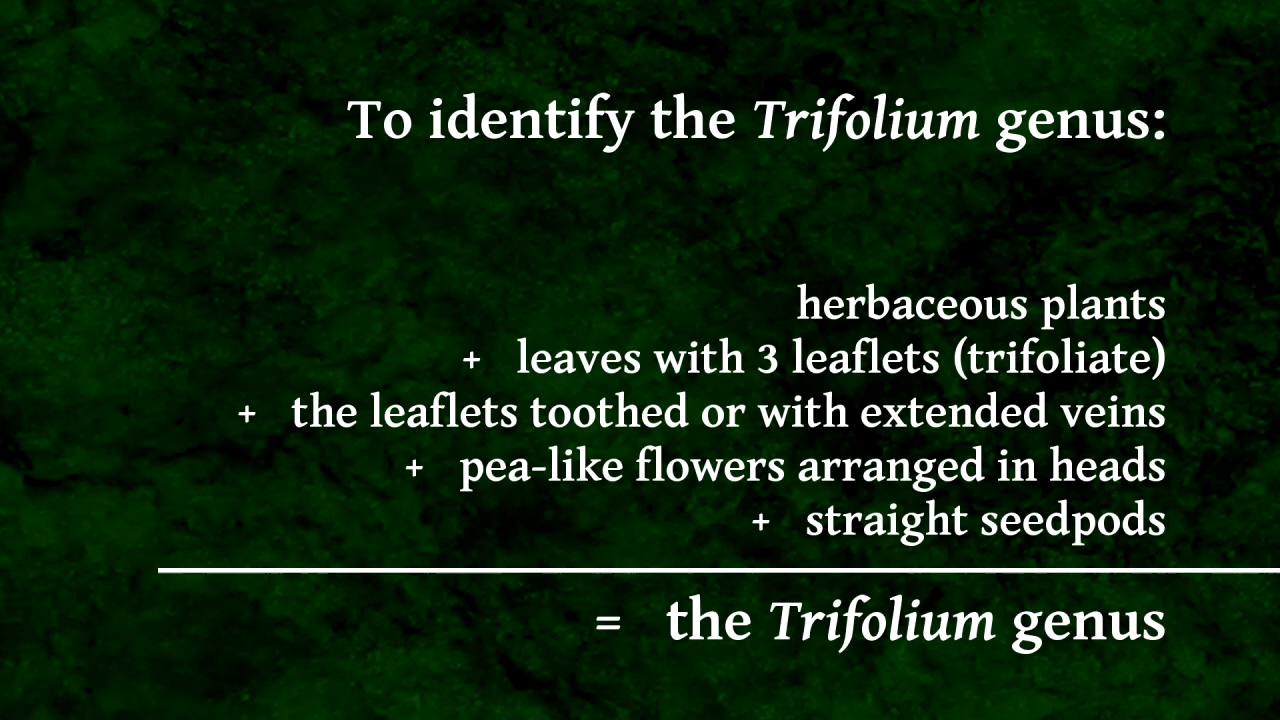 To identify the Trifolium genus:
herbaceous plants
+ leaves with 3 leaflets (trifoliate)
+ the leaflets toothed or with extended veins
+ pea-like flowers arranged in heads
+ straight seedpods
= the Trifolium genus